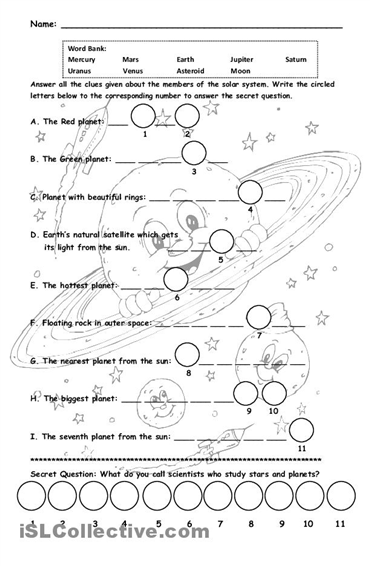 Name: ___________________________________________
Word Bank:
Mercury Mars Earth Jupiter Saturn
Uranus Venus Asteroid Moon
Answer all the clues given about the members of the solar system. Write the circled
letters below to the corresponding number to answer the secret question.
A. The Red planet:
1 2
B. The Green planet:
3
C. Planet with beautiful rings:
4
D. Earth's natural satellite which gets
its light from the sun.
5
E. The hottest planet:
6
F. Floating rock in outer space:
7
G. The nearest planet from the sun:
8
H. The biggest planet:
9 10
I. The seventh planet from the sun:
11
Secret Question: What do you call scientists who study stars and planets?
1 2 3 4 5 6 7 8 9 10 11
iSLCollective.com